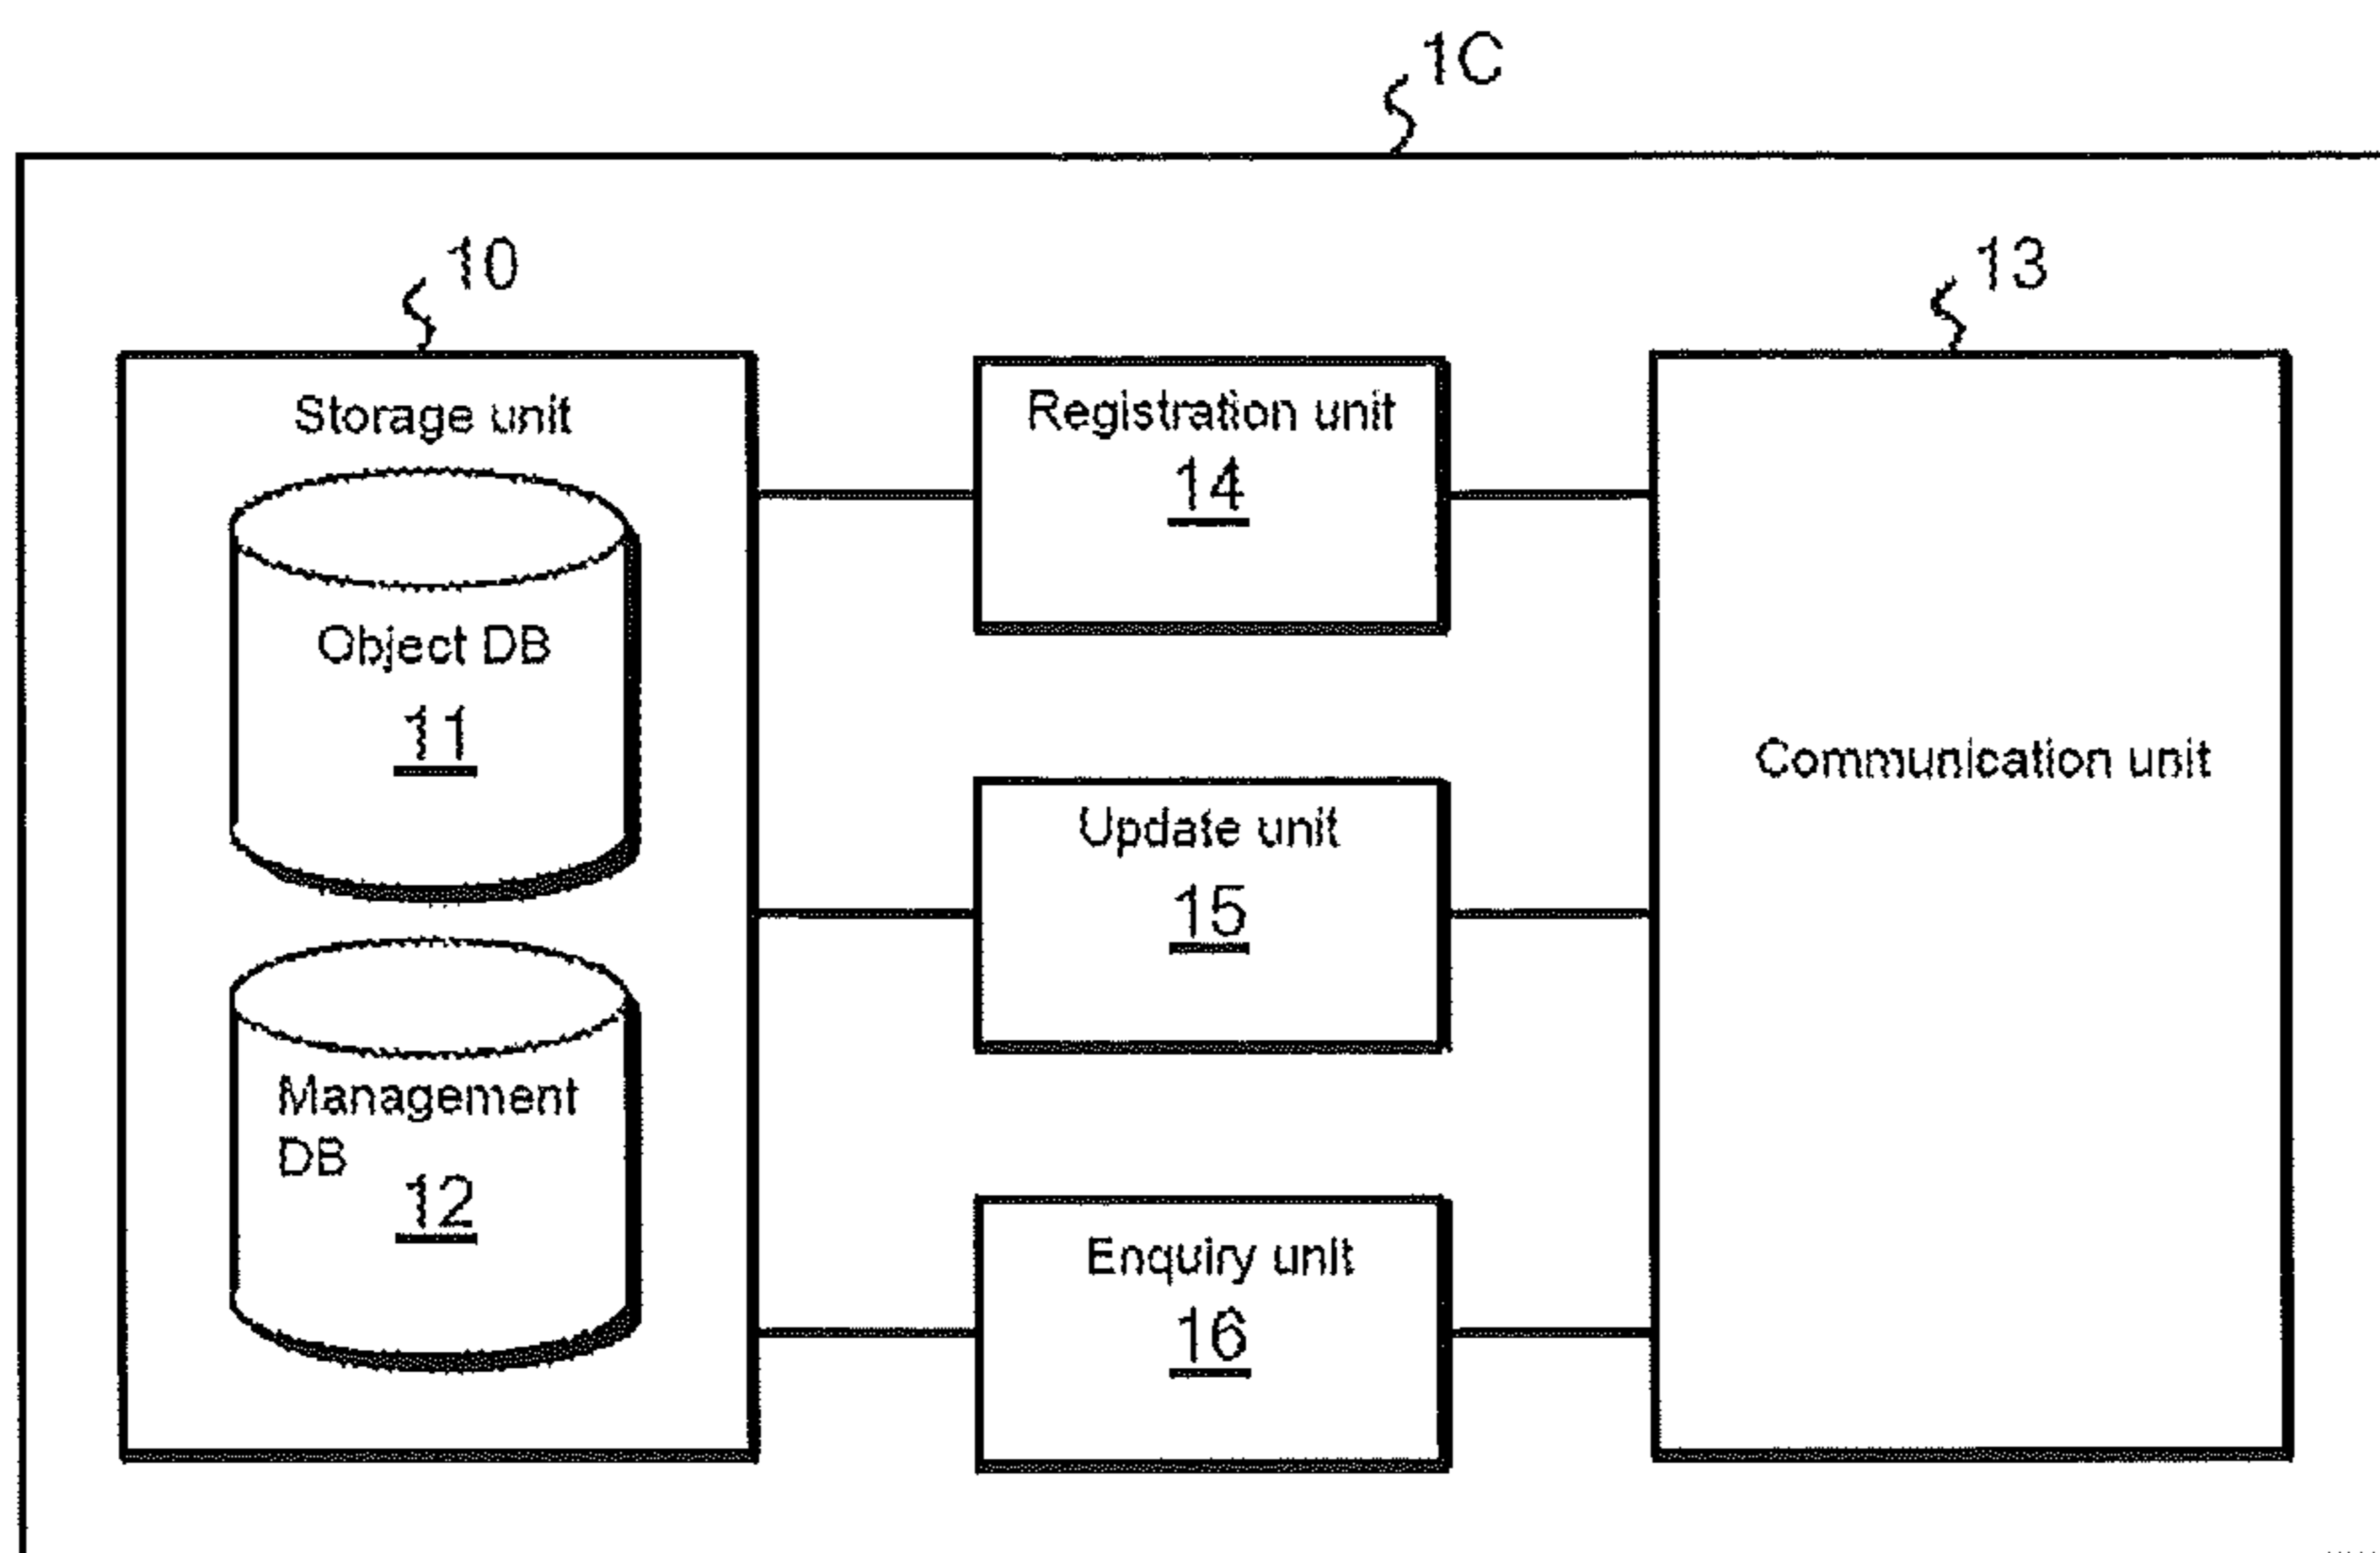 1C
10
13
Storage unit
Object DB
11
Management
DB
12
Registration unit
14
Update unit
15
Enquiry unit
16
Communication unit